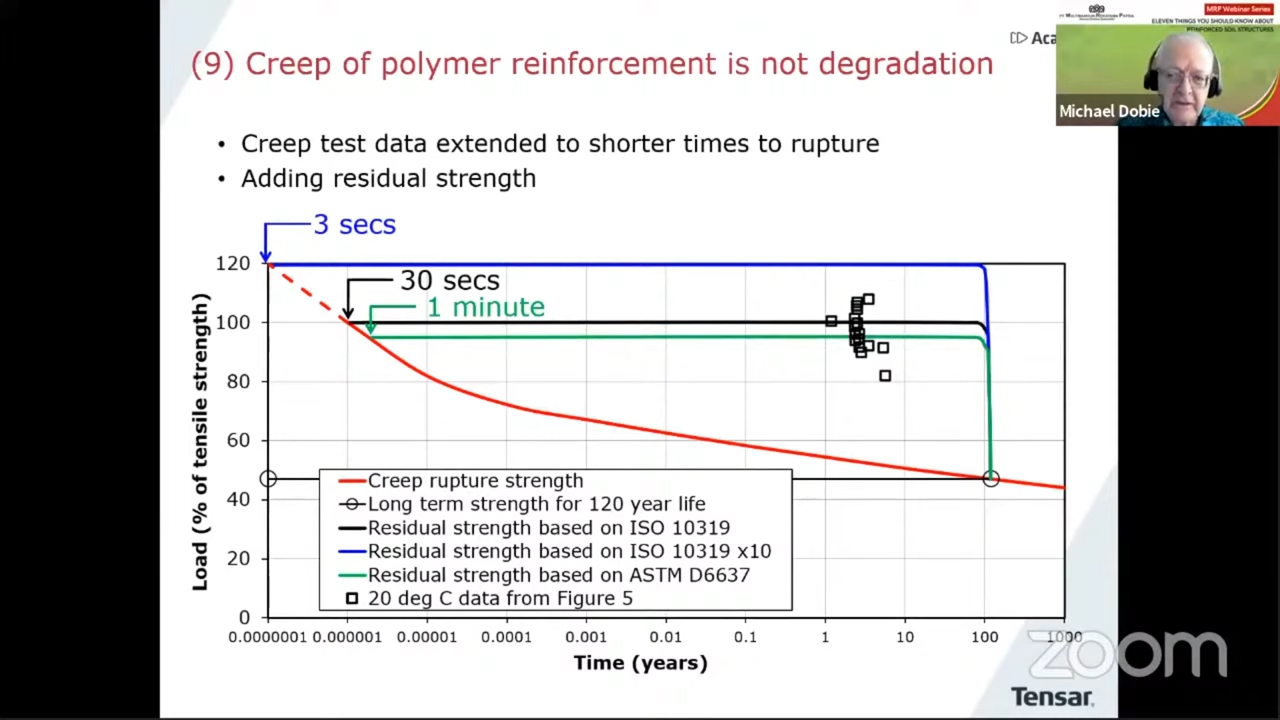 (9) Creep of polymer reinforcement is not degradation
Aca
MRP Webinar Series
ELEVEN THINGS YOU SHOULD KNOW ABOUT
REINFORCED SOIL STRUCTURES
Michael Dobie
• Creep test data extended to shorter times to rupture
• Adding residual strength
3 secs
30 secs
1 minute
Load (% of tensile strength)
120
100
80
60
40
20
0
Creep rupture strength
Long term strength for 120 year life
Residual strength based on ISO 10319
Residual strength based on ISO 10319 x10
Residual strength based on ASTM D6637
20 deg C data from Figure 5
0.0000001 0.000001 0.00001 0.0001 0.001 0.01 0.1 1 10 100 1000
Time (years)
zoom
Tensar